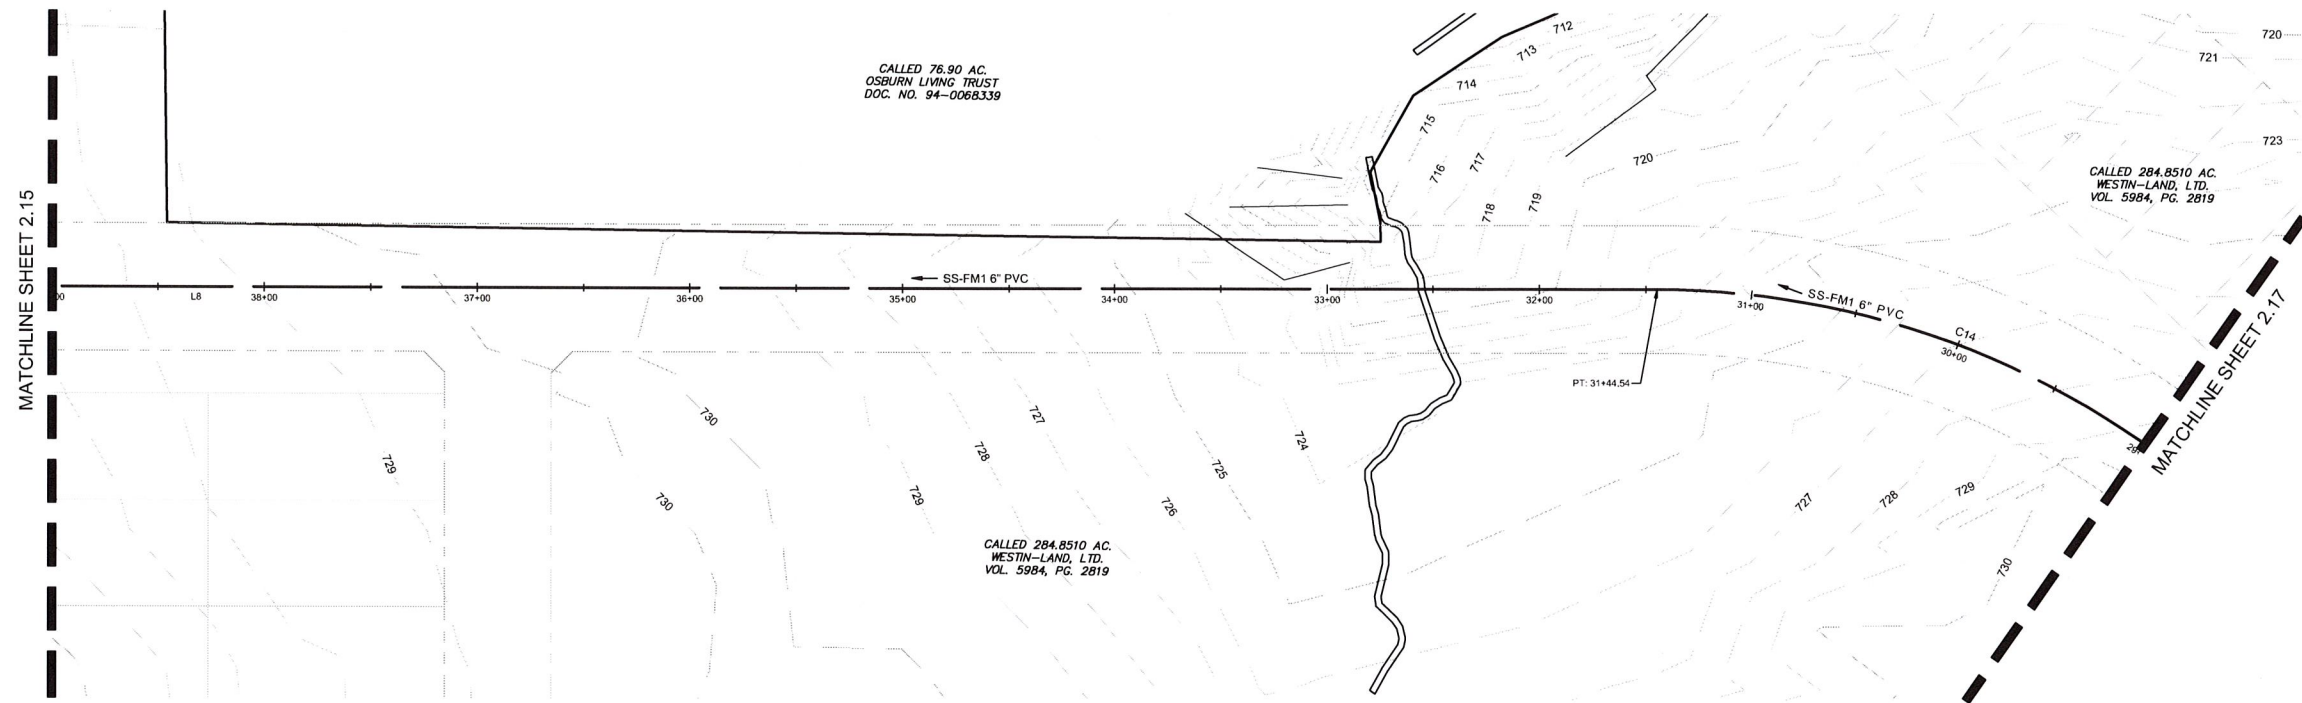 MATCHLINE SHEET 2.15
CALLED 76.90 AC.
OSBURN LIVING TRUST
DOC. NO. 94-0068339
712
713
714
715
716
717
718
719
720
720
721
723
CALLED 284.8510 AC.
WESTIN-LAND, LTD.
VOL. 5984, PG. 2819
00
L8
38+00
37+00
36+00
35+00
SS-FM1 6" PVC
34+00
33+00
32+00
31+00
SS-FM1 6" PVC
C14
30+00
PT: 31+44.54
MATCHLINE SHEET 2.17
729
730
730
729
728
727
726
725
724
727
728
729
730
CALLED 284.8510 AC.
WESTIN-LAND, LTD.
VOL. 5984, PG. 2819